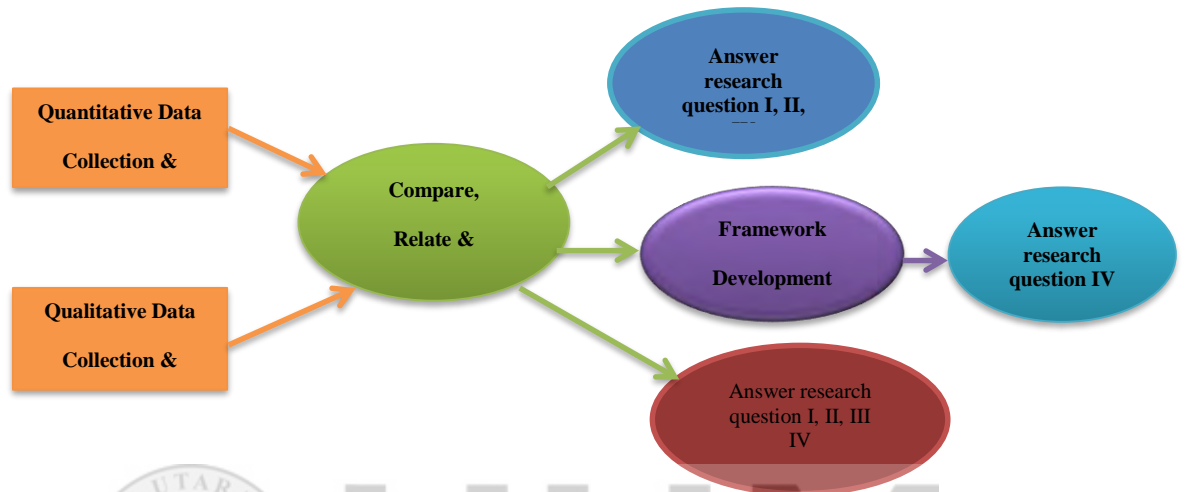 Quantitative Data
Collection &
Qualitative Data
Collection &
Compare,
Relate &
Answer
research
question I, II,
Framework
Development
Answer
research
question IV
Answer research
question I, II, III
IV
UTAR